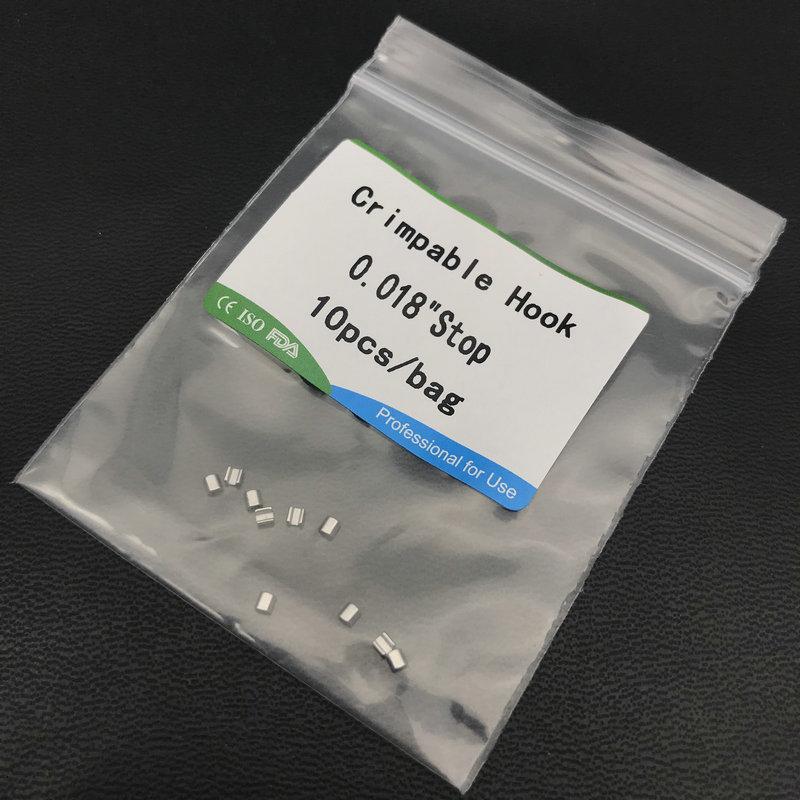 Crimpable Hook
0.018"Stop
10pcs/bag
CE ISO FDA
Professional for Use